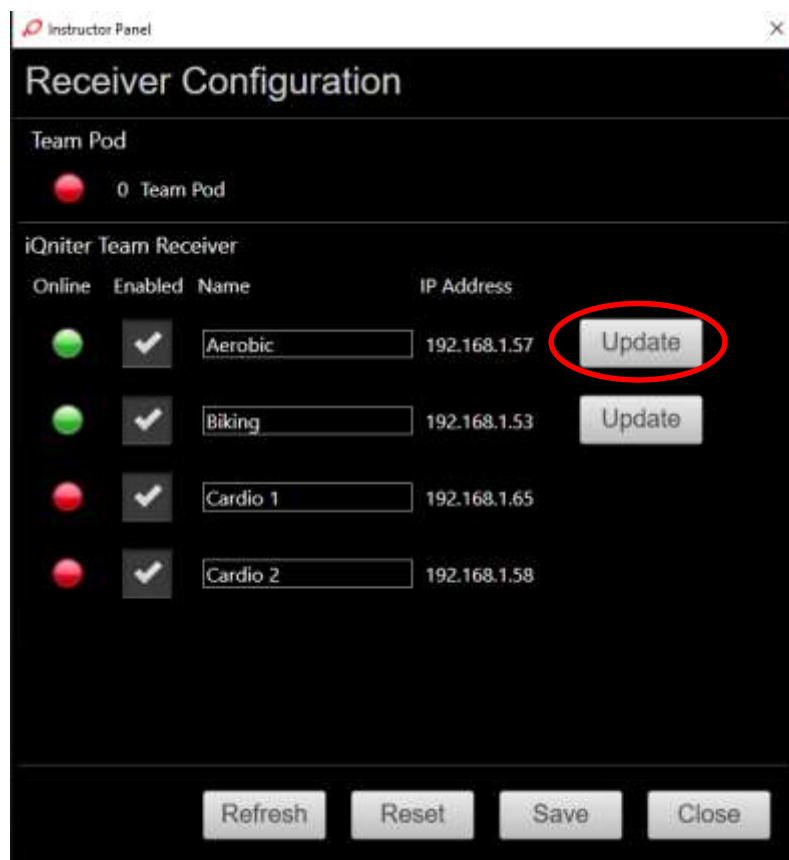 Instructor Panel
Receiver Configuration
Team Pod
0 Team Pod
iQniter Team Receiver
Online Enabled Name IP Address
Aerobic 192.168.1.57 Update
Biking 192.168.1.53 Update
Cardio 1 192.168.1.65
Cardio 2 192.168.1.58
Refresh Reset Save Close